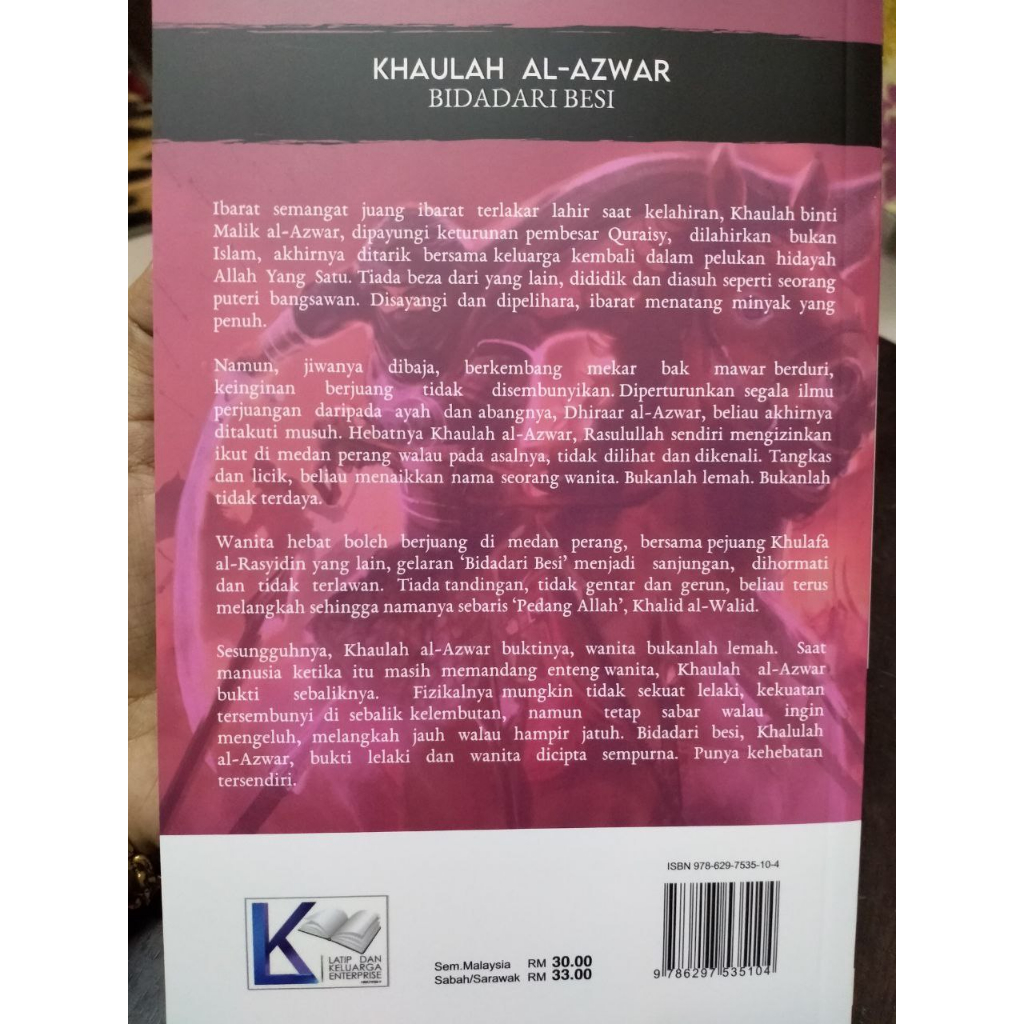 KHAULAH AL-AZWAR
BIDADARI BESI
Ibarat semangat juang ibarat terlakar lahir saat kelahiran, Khaulah binti
Malik al-Azwar, dipayungi keturunan pembesar Quraisy, dilahirkan bukan
Islam, akhirnya ditarik bersama keluarga kembali dalam pelukan hidayah
Allah Yang Satu. Tiada beza dari yang lain, dididik dan diasuh seperti seorang
puteri bangsawan. Disayangi dan dipelihara, ibarat menatang minyak yang
penuh.
Namun, jiwanya dibaja, berkembang mekar bak mawar berduri,
keinginan berjuang tidak disembunyikan. Diperturunkan segala ilmu
perjuangan daripada ayah dan abangnya, Dhiraar al-Azwar, beliau akhirnya
ditakuti musuh. Hebatnya Khaulah al-Azwar, Rasulullah sendiri mengizinkan
ikut di medan perang walau pada asalnya, tidak dilihat dan dikenali. Tangkas
dan licik, beliau menaikkan nama seorang wanita. Bukanlah lemah. Bukanlah
tidak terdaya.
Wanita hebat boleh berjuang di medan perang, bersama pejuang Khulafa
al-Rasyidin yang lain, gelaran ‘Bidadari Besi’ menjadi sanjungan, dihormati
dan tidak terlawan. Tiada tandingan, tidak gentar dan gerun, beliau terus
melangkah sehingga namanya sebaris ‘Pedang Allah’, Khalid al-Walid.
Sesungguhnya, Khaulah al-Azwar buktinya, wanita bukanlah lemah. Saat
manusia ketika itu masih memandang enteng wanita, Khaulah al-Azwar
bukti sebaliknya. Fizikalnya mungkin tidak sekuat lelaki, kekuatan
tersembunyi di sebalik kelembutan, namun tetap sabar walau ingin
mengeluh, melangkah jauh walau hampir jatuh. Bidadari besi, Khalulah
al-Azwar, bukti lelaki dan wanita dicipta sempurna. Punya kehebatan
tersendiri.
ISBN 978-629-7535-10-4
LATIP DAN
KELUARGA
ENTERPRISE
Sem.Malaysia RM 30.00
Sabah/Sarawak RM 33.00
9 786297 535104